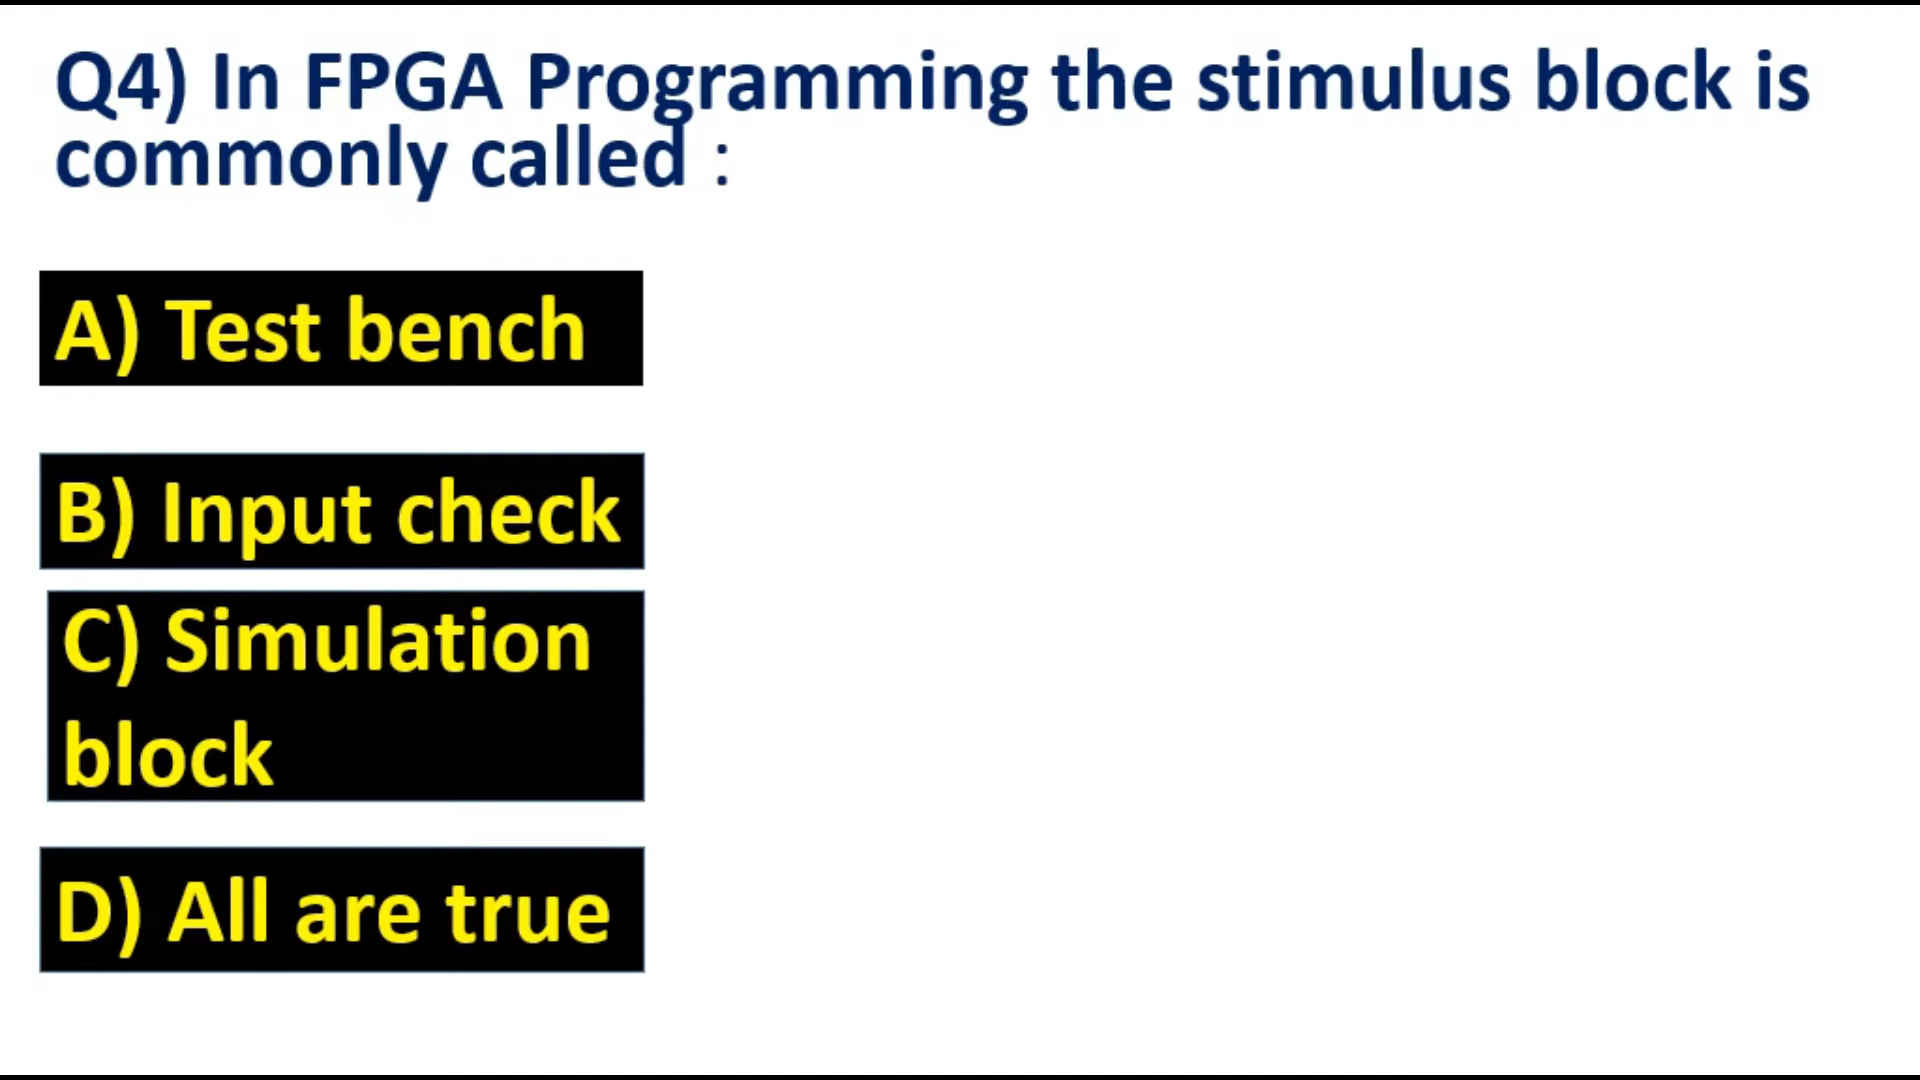 Q4) In FPGA Programming the stimulus block is
commonly called :
A) Test bench
B) Input check
C) Simulation
block
D) All are true